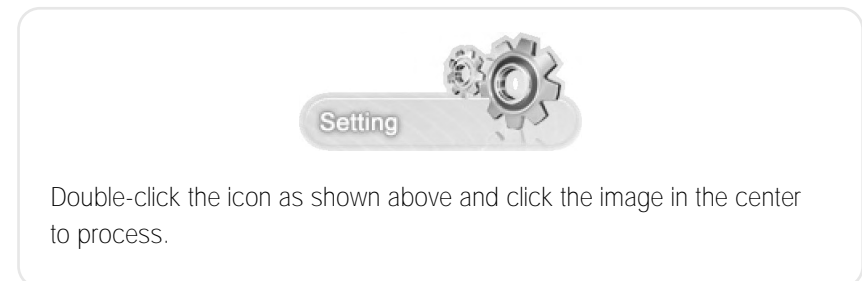 Setting
Double-click the icon as shown above and click the image in the center
to process.